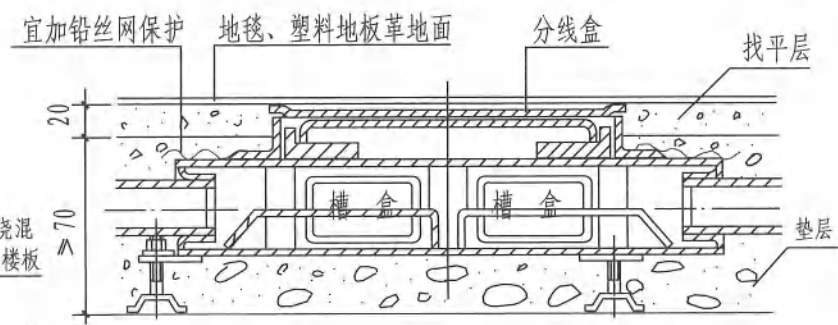 宜加铅丝网保护
地毯、塑料地板革地面
分线盒
找平层
20
≥70
槽 盒
槽 盒
浇混
楼板
垫层